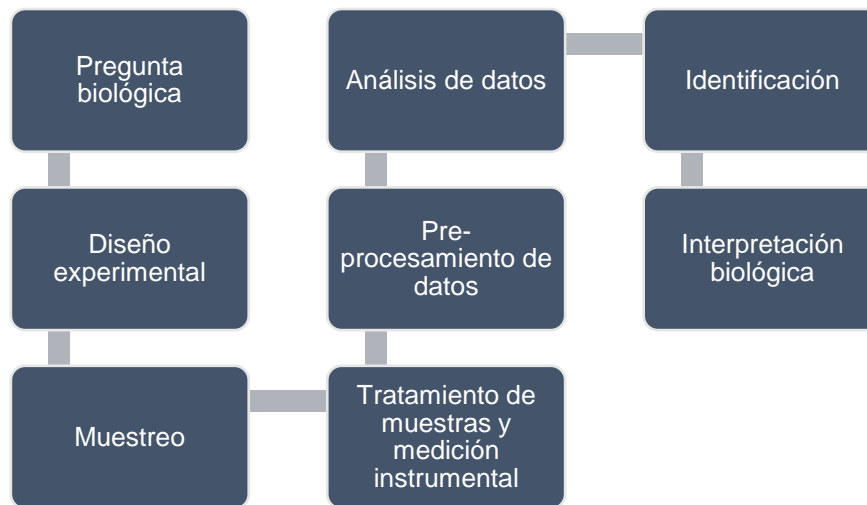 Pregunta
biológica
Diseño
experimental
Muestreo
Tratamiento de
muestras y
medición
instrumental
Pre-
procesamiento de
datos
Análisis de datos
Identificación
Interpretación
biológica